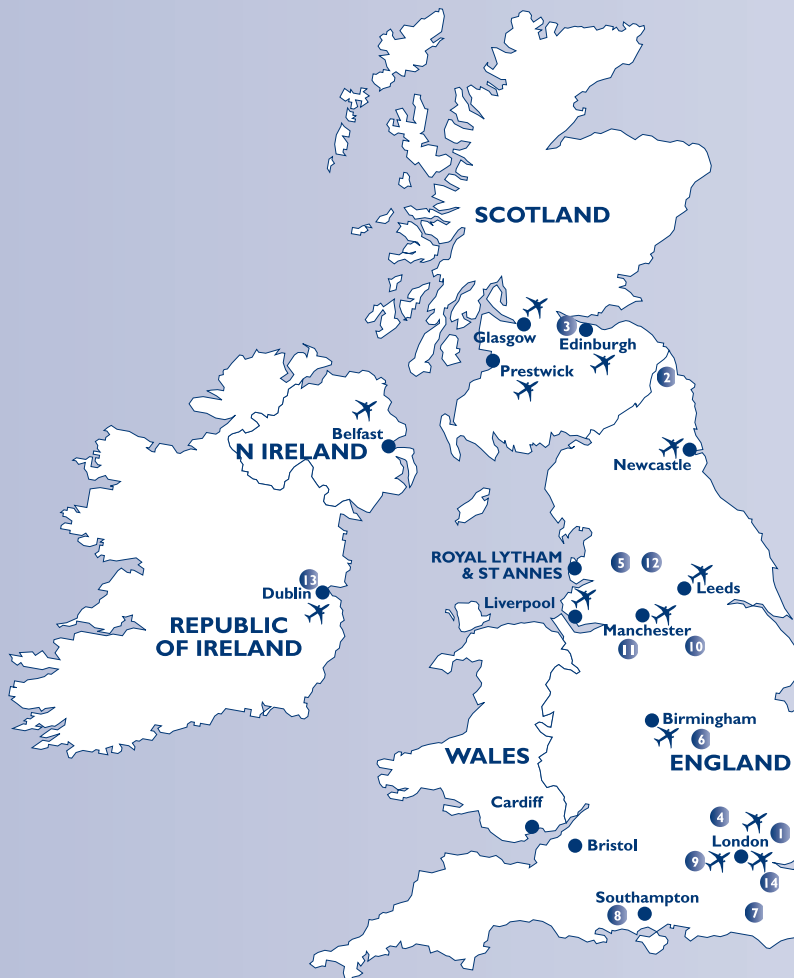 SCOTLAND
Glasgow
3
Edinburgh
Prestwick
2
Belfast
N IRELAND
Newcastle
ROYAL LYTHAM
& ST ANNES
5
12
13
Dublin
Leeds
Liverpool
Manchester
REPUBLIC
OF IRELAND
11
10
Birmingham
6
WALES
ENGLAND
Cardiff
4
1
Bristol
London
9
14
Southampton
8
7